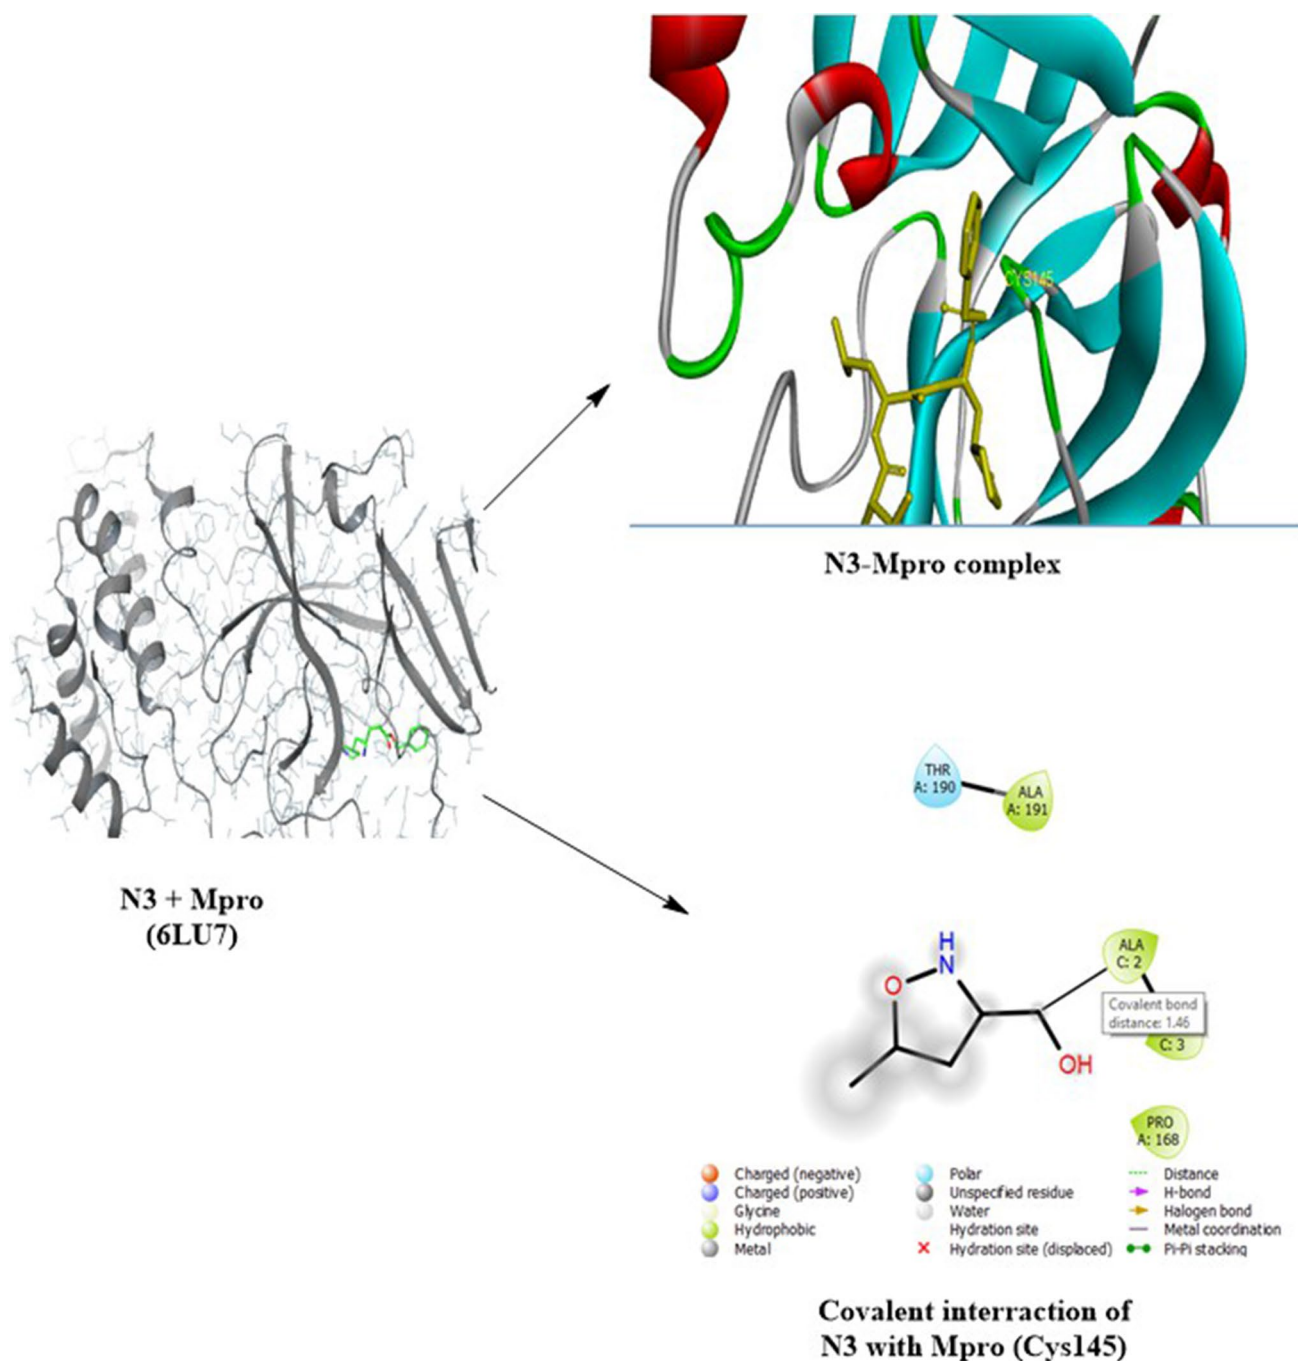 CYS145
N3-Mpro complex
N3 + Mpro
(6LU7)
THR
A: 190
ALA
A: 191
H
N
O
OH
ALA
C: 2
Covalent bond
distance: 1.46
C: 3
PRO
A: 168
Charged (negative)
Charged (positive)
Glycine
Hydrophobic
Metal
Polar
Unspecified residue
Water
Hydration site
Hydration site (displaced)
Distance
H-bond
Halogen bond
Metal coordination
Pi-Pi stacking
Covalent interraction of
N3 with Mpro (Cys145)